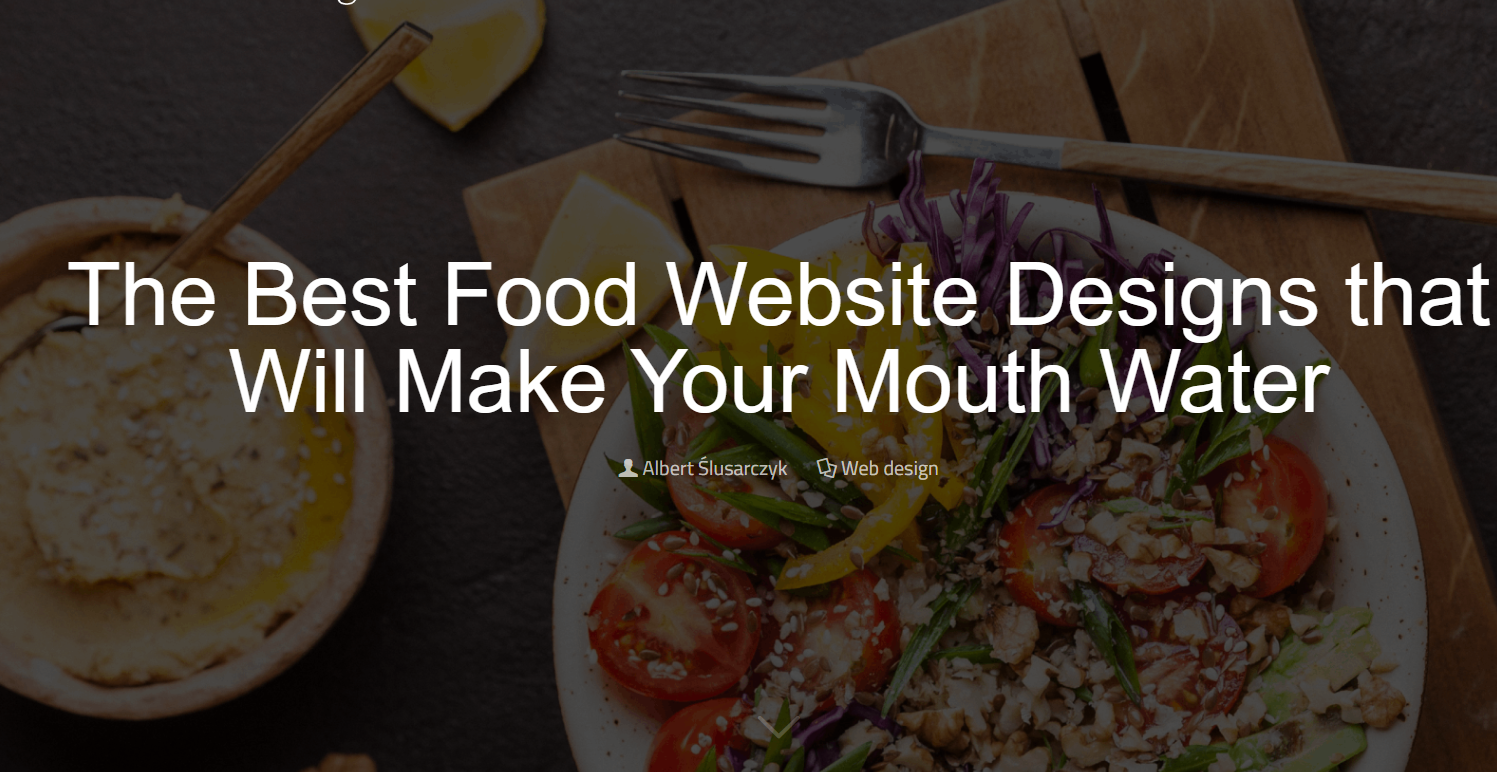 The Best Food Website Designs that
Will Make Your Mouth Water
Albert Ślusarczyk Web design